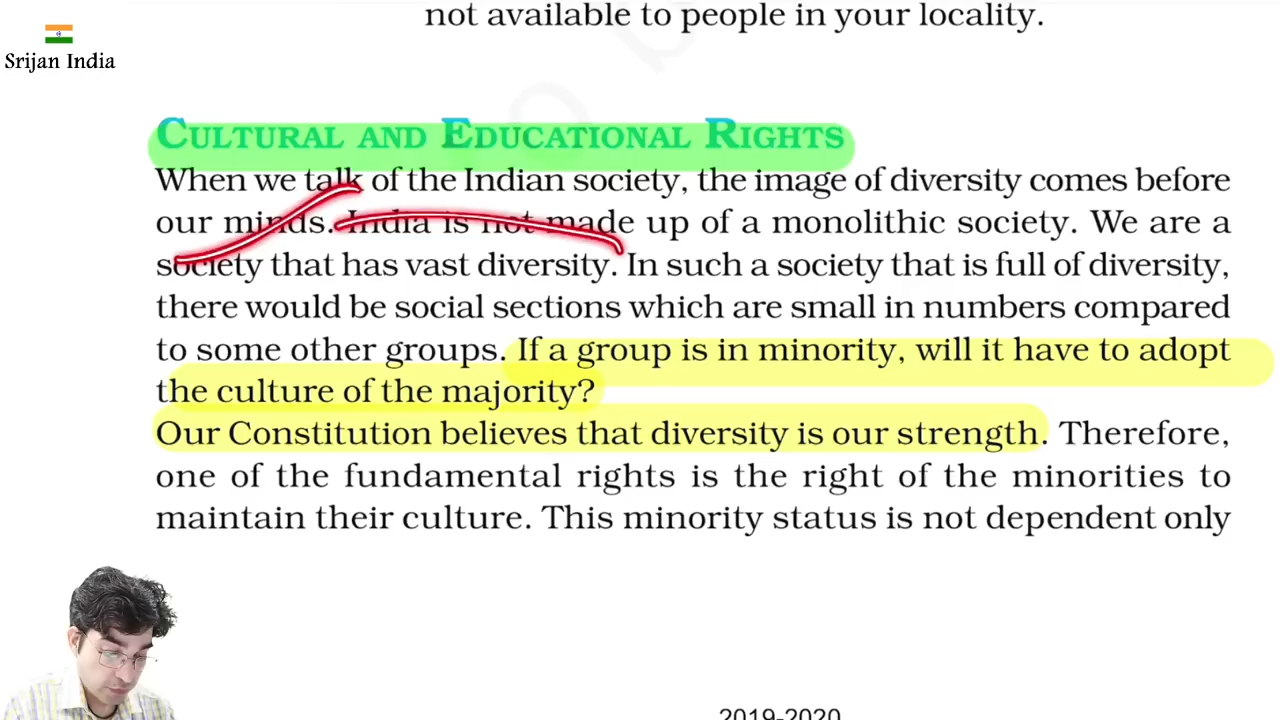 not available to people in your locality.
Srijan India
CULTURAL AND EDUCATIONAL RIGHTS
When we talk of the Indian society, the image of diversity comes before
our minds. India is not made up of a monolithic society. We are a
society that has vast diversity. In such a society that is full of diversity,
there would be social sections which are small in numbers compared
to some other groups. If a group is in minority, will it have to adopt
the culture of the majority?
Our Constitution believes that diversity is our strength. Therefore,
one of the fundamental rights is the right of the minorities to
maintain their culture. This minority status is not dependent only
2019-2020